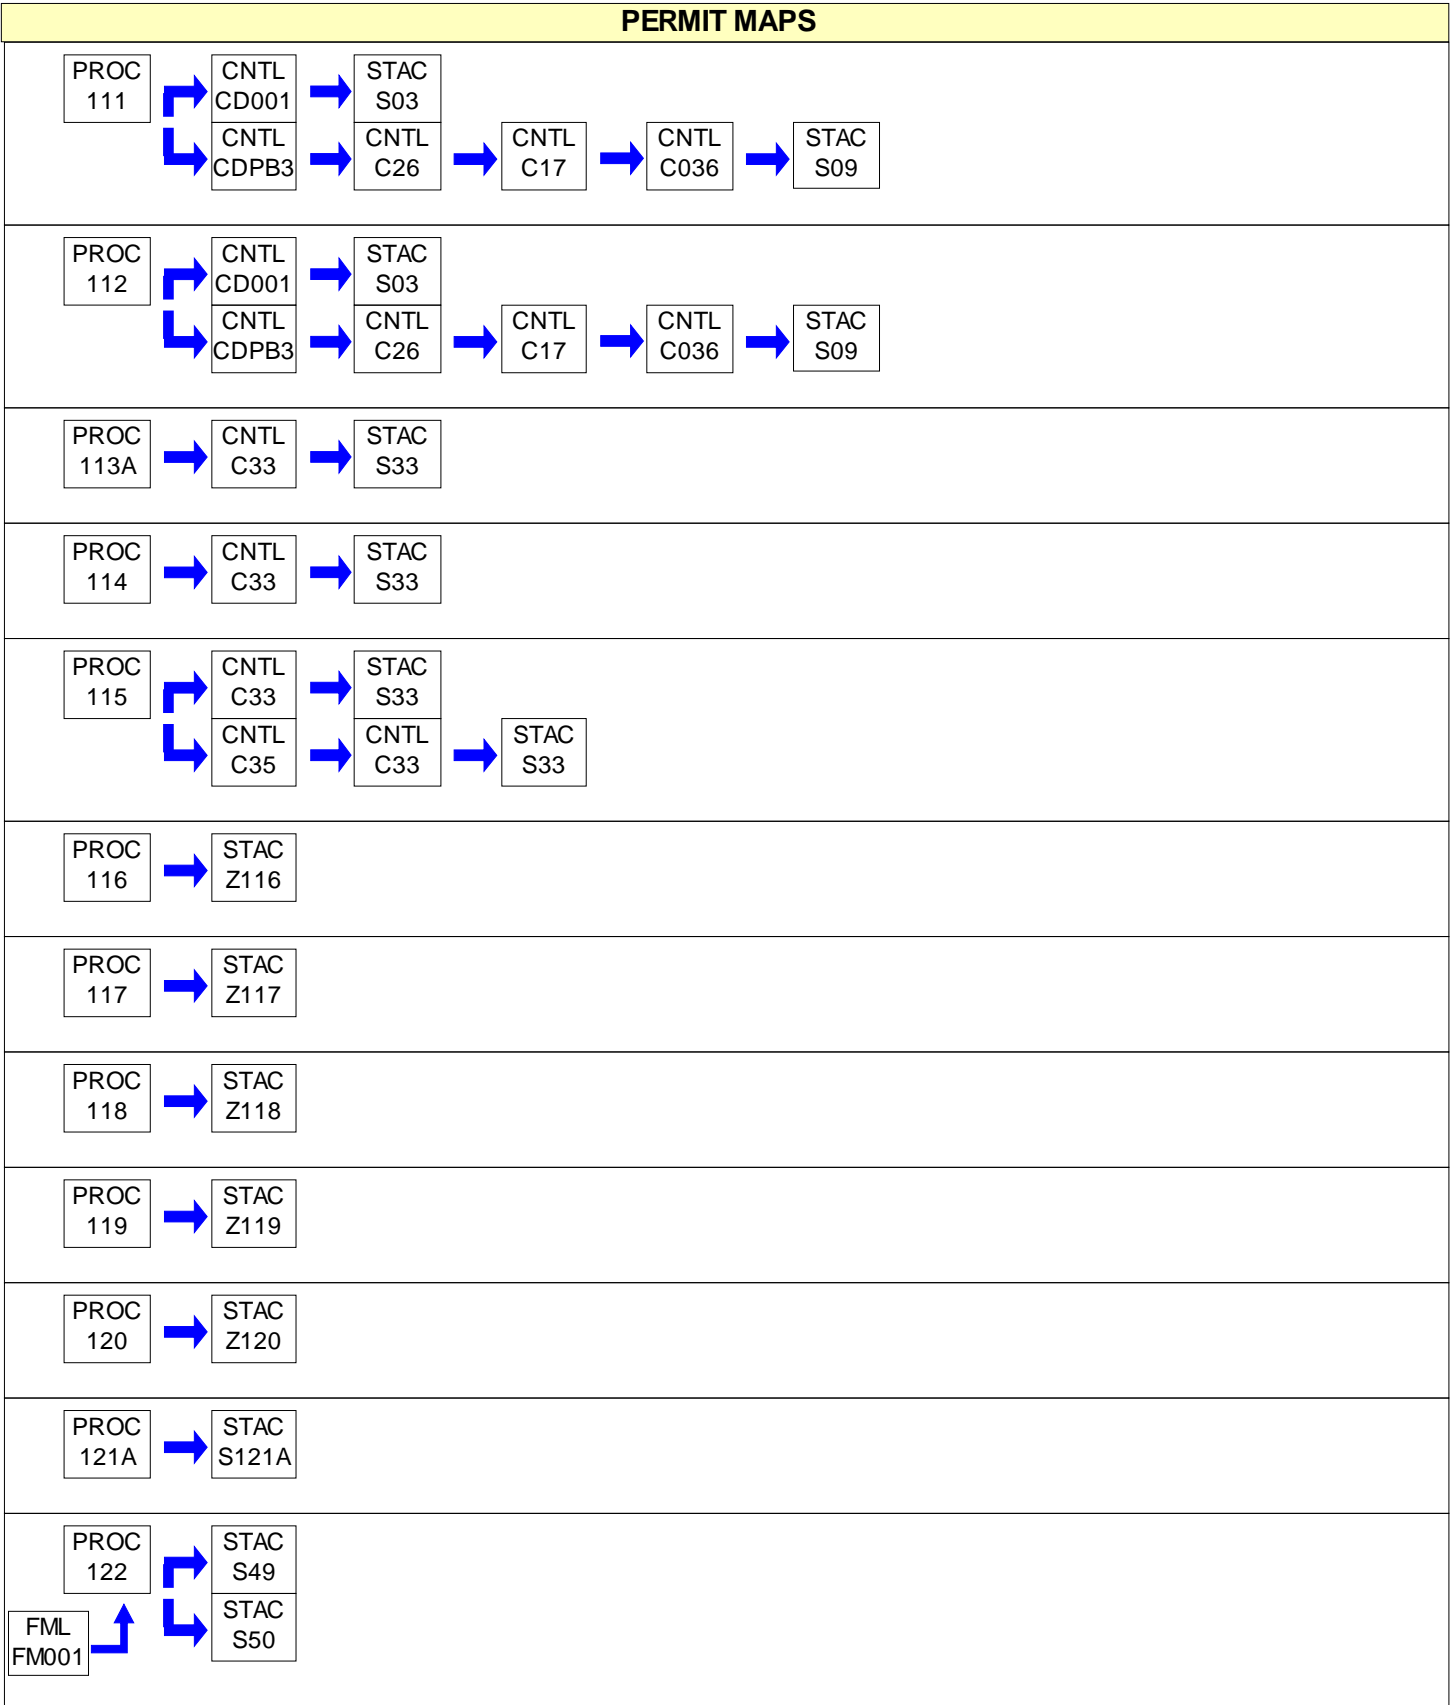 PERMIT MAPS
PROC
111
CNTL
CD001
STAC
S03
CNTL
CDPB3
CNTL
C26
CNTL
C17
CNTL
C036
STAC
S09
PROC
112
CNTL
CD001
STAC
S03
CNTL
CDPB3
CNTL
C26
CNTL
C17
CNTL
C036
STAC
S09
PROC
113A
CNTL
C33
STAC
S33
PROC
114
CNTL
C33
STAC
S33
PROC
115
CNTL
C33
STAC
S33
CNTL
C35
CNTL
C33
STAC
S33
PROC
116
STAC
Z116
PROC
117
STAC
Z117
PROC
118
STAC
Z118
PROC
119
STAC
Z119
PROC
120
STAC
Z120
PROC
121A
STAC
S121A
PROC
122
STAC
S49
STAC
S50
FML
FM001